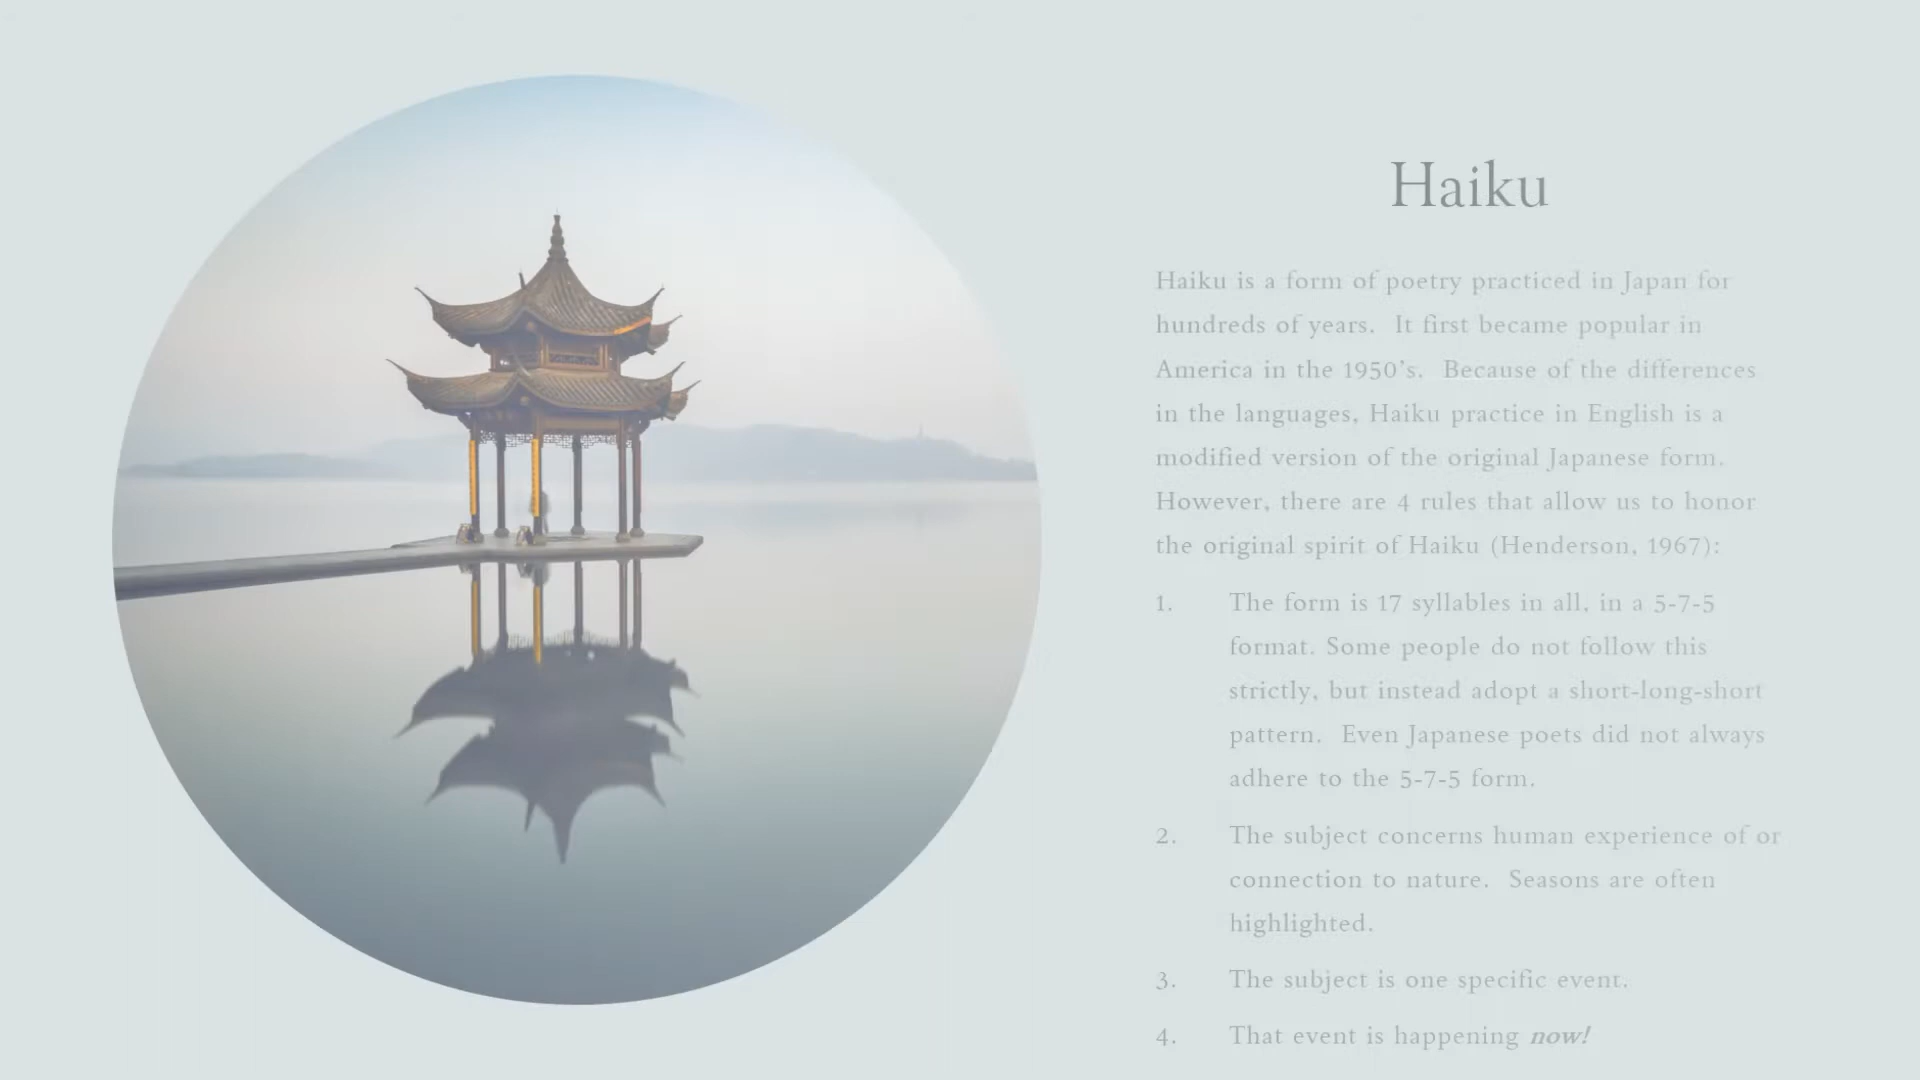 Haiku
Haiku is a form of poetry practiced in Japan for
hundreds of years.  It first became popular in
America in the 1950's.  Because of the differences
in the languages, Haiku practice in English is a
modified version of the original Japanese form.
However, there are 4 rules that allow us to honor
the original spirit of Haiku (Henderson, 1967):
1. The form is 17 syllables in all, in a 5-7-5
format. Some people do not follow this
strictly, but instead adopt a short-long-short
pattern.  Even Japanese poets did not always
adhere to the 5-7-5 form.
2. The subject concerns human experience of or
connection to nature.  Seasons are often
highlighted.
3. The subject is one specific event.
4. That event is happening now!